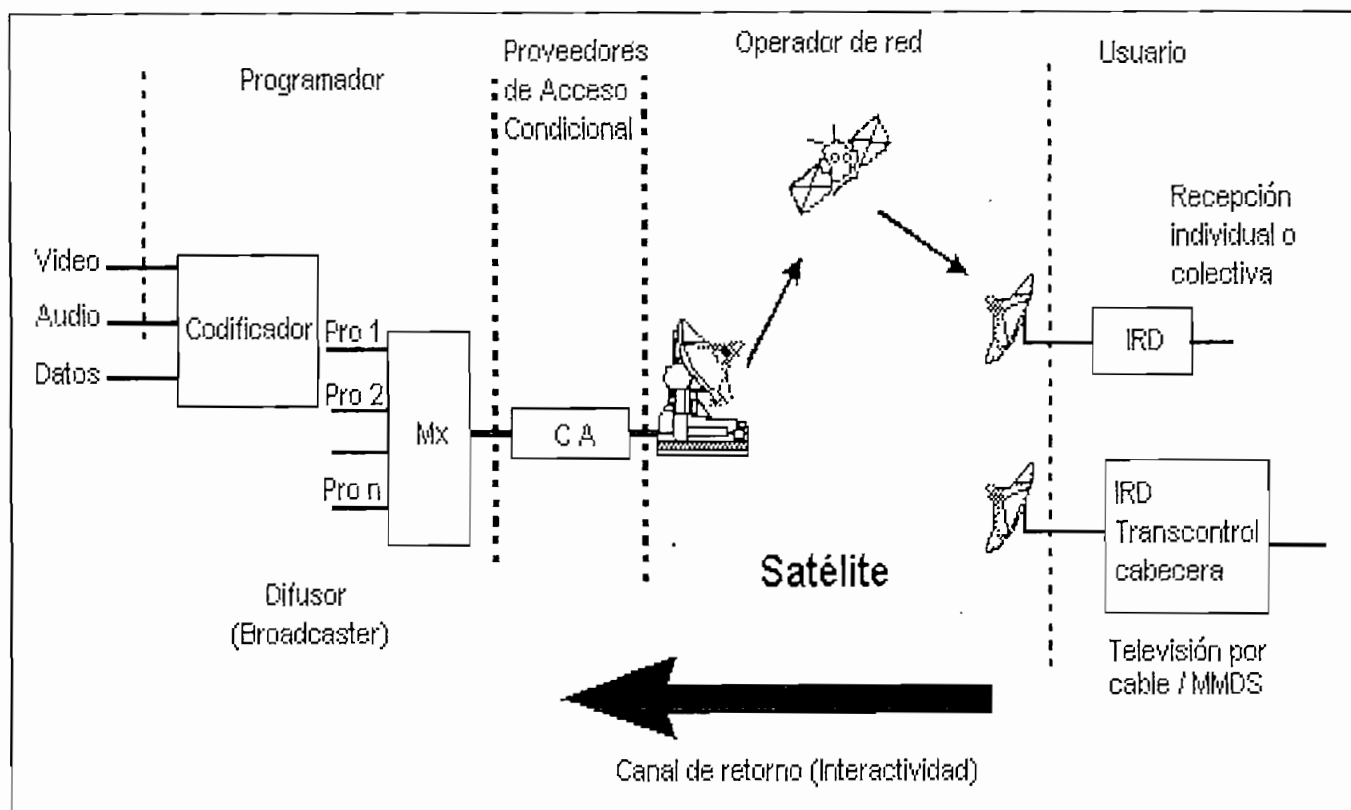 Programador
Proveedores
de Acceso
Condicional
Operador de red
Usuario
Video
Audio
Datos
Codificador
Pro 1
Pro 2
Pro n
Mx
C A
Recepción
individual o
colectiva
IRD
IRD
Transcontrol
cabecera
Satélite
Difusor
(Broadcaster)
Televisión por
cable / MMDS
Canal de retorno (Interactividad)